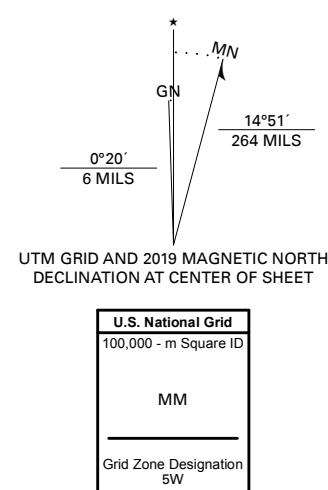 ★
MN
GN
14°51´
264 MILS
0°20´
6 MILS
UTM GRID AND 2019 MAGNETIC NORTH
DECLINATION AT CENTER OF SHEET
U.S. National Grid
100,000 - m Square ID
MM
Grid Zone Designation
5W